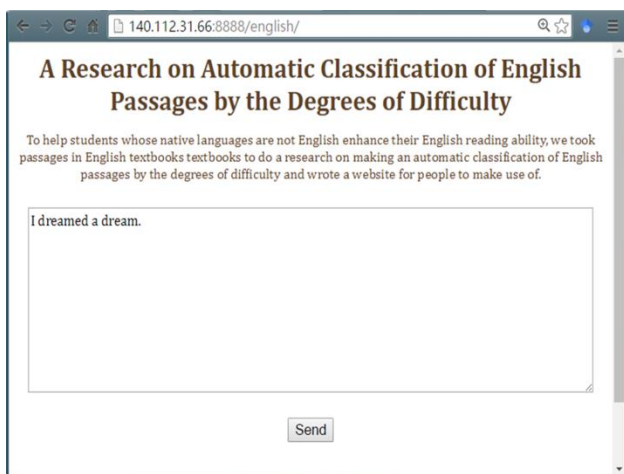 140.112.31.66:8888/english/
A Research on Automatic Classification of English
Passages by the Degrees of Difficulty
To help students whose native languages are not English enhance their English reading ability, we took
passages in English textbooks textbooks to do a research on making an automatic classification of English
passages by the degrees of difficulty and wrote a website for people to make use of.
I dreamed a dream.
Send